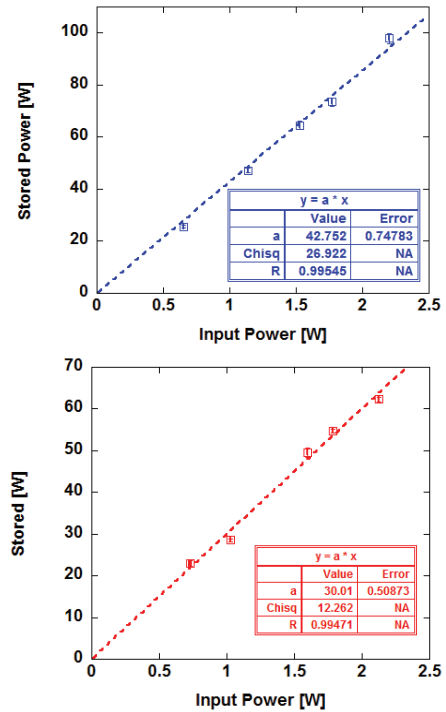 100
80
60
40
20
0
Stored Power [W]
y = a * x
Value Error
a 42.752 0.74783
Chisq 26.922 NA
R 0.99545 NA
0 0.5 1 1.5 2 2.5
Input Power [W]
70
60
50
40
30
20
10
0
Stored [W]
y = a * x
Value Error
a 30.01 0.50873
Chisq 12.262 NA
R 0.99471 NA
0 0.5 1 1.5 2 2.5
Input Power [W]